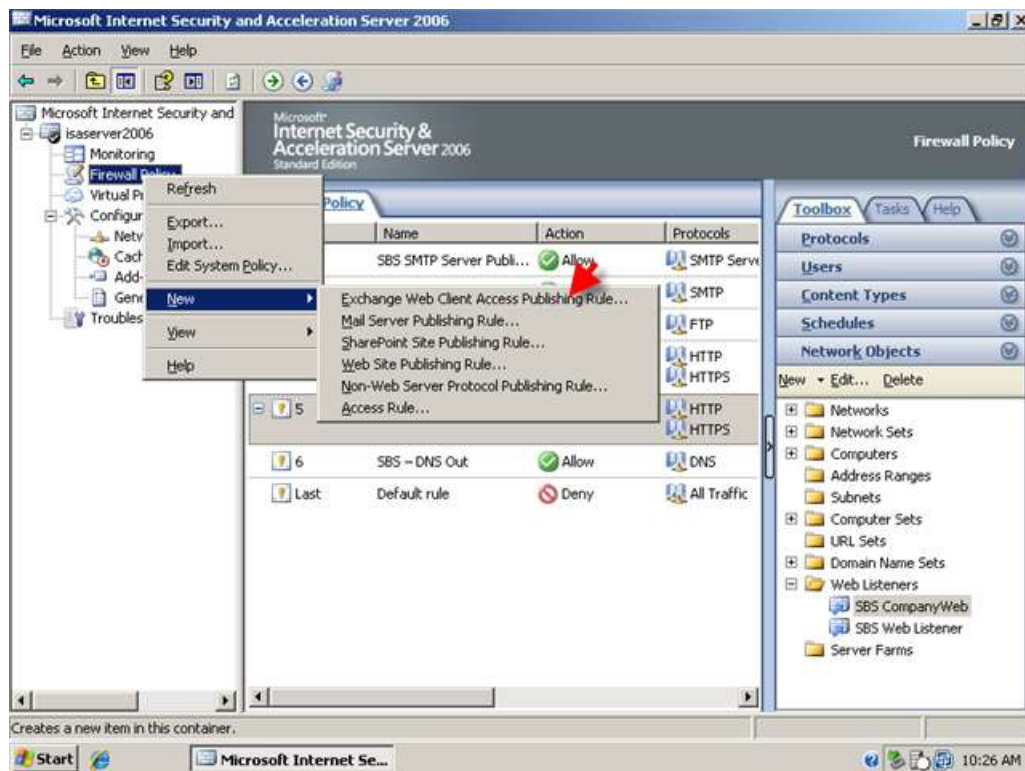 Microsoft Internet Security and Acceleration Server 2006
File Action View Help
Microsoft Internet Security and
isaserver2006
Monitoring
Firewall
Virtual
Configur
Netv
Cach
Add-
Gene
Troubles
Refresh
Export...
Import...
Edit System Policy...
New
View
Help
Exchange Web Client Access Publishing Rule...
Mail Server Publishing Rule...
SharePoint Site Publishing Rule...
Web Site Publishing Rule...
Non-Web Server Protocol Publishing Rule...
Access Rule...
Microsoft
Internet Security &
Acceleration Server 2006
Standard Edition
Firewall Policy
Policy
Name Action Protocols
SBS SMTP Server Publi... Allow SMTP Serve
SMTP
FTP
HTTP
HTTPS
5 HTTP
HTTPS
6 SBS – DNS Out Allow DNS
Last Default rule Deny All Traffic
Toolbox Tasks Help
Protocols
Users
Content Types
Schedules
Network Objects
New Edit... Delete
Networks
Network Sets
Computers
Address Ranges
Subnets
Computer Sets
URL Sets
Domain Name Sets
Web Listeners
SBS CompanyWeb
SBS Web Listener
Server Farms
Creates a new item in this container.
Start Microsoft Internet Se... 10:26 AM